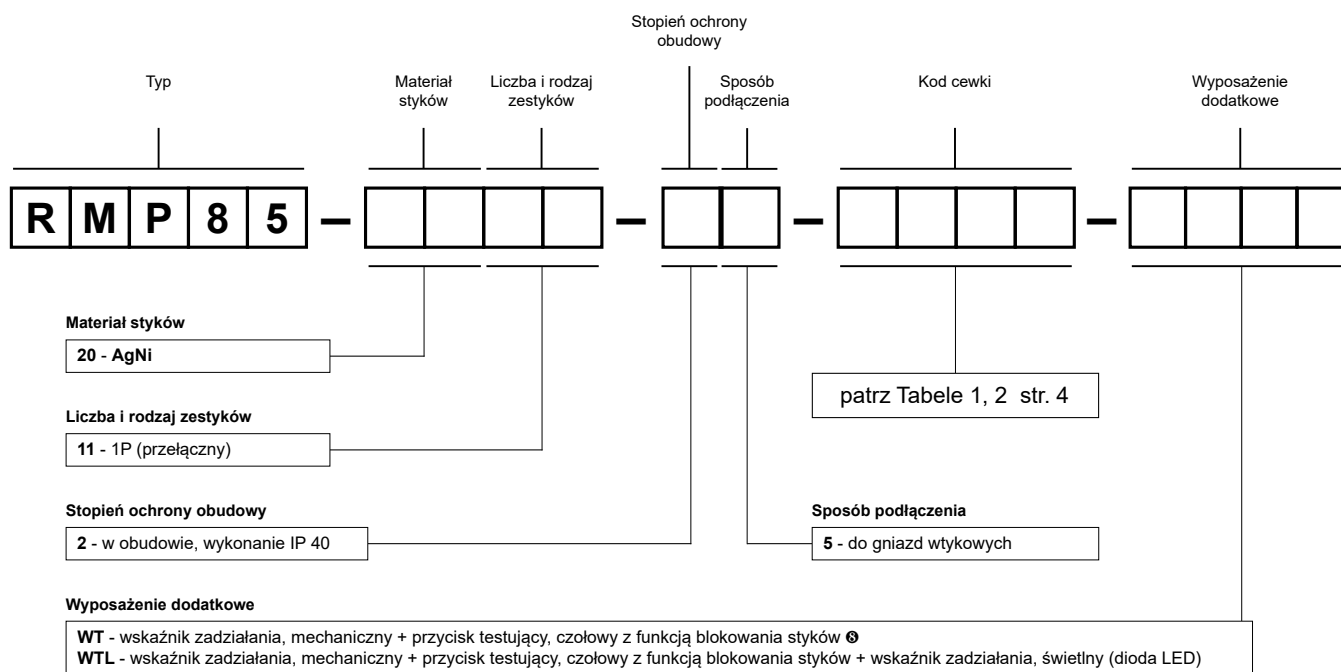 Stopień ochrony
obudowy
Typ
Materiał
styków
Liczba i rodzaj
zestyków
Sposób
podłączenia
Kod cewki
Wyposażenie
dodatkowe
R M P 8 5 – – – –
Materiał styków
20 - AgNi
patrz Tabele 1, 2 str. 4
Liczba i rodzaj zestyków
11 - 1P (przełączny)
Stopień ochrony obudowy
2 - w obudowie, wykonanie IP 40
Sposób podłączenia
5 - do gniazd wtykowych
Wyposażenie dodatkowe
WT - wskaźnik zadziałania, mechaniczny + przycisk testujący, czołowy z funkcją blokowania styków ❽
WTL - wskaźnik zadziałania, mechaniczny + przycisk testujący, czołowy z funkcją blokowania styków + wskaźnik zadziałania, świetlny (dioda LED)